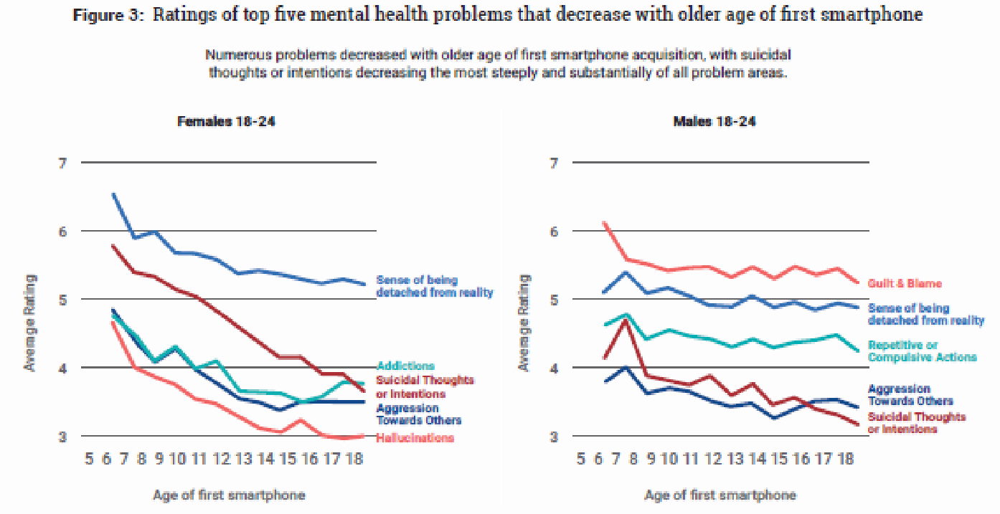 Figure 3: Ratings of top five mental health problems that decrease with older age of first smartphone
Numerous problems decreased with older age of first smartphone acquisition, with suicidal
thoughts or intentions decreasing the most steeply and substantially of all problem areas.
Females 18-24
7
6
5
4
3
Average Rating
Sense of being
detached from reality
Addictions
Suicidal Thoughts
or Intentions
Aggression
Towards Others
Hallucinations
5 6 7 8 9 10 11 12 13 14 15 16 17 18
Age of first smartphone
Males 18-24
7
6
5
4
3
Average Rating
Guilt & Blame
Sense of being
detached from reality
Repetitive or
Compulsive Actions
Aggression
Towards Others
Suicidal Thoughts
or Intentions
5 6 7 8 9 10 11 12 13 14 15 16 17 18
Age of first smartphone